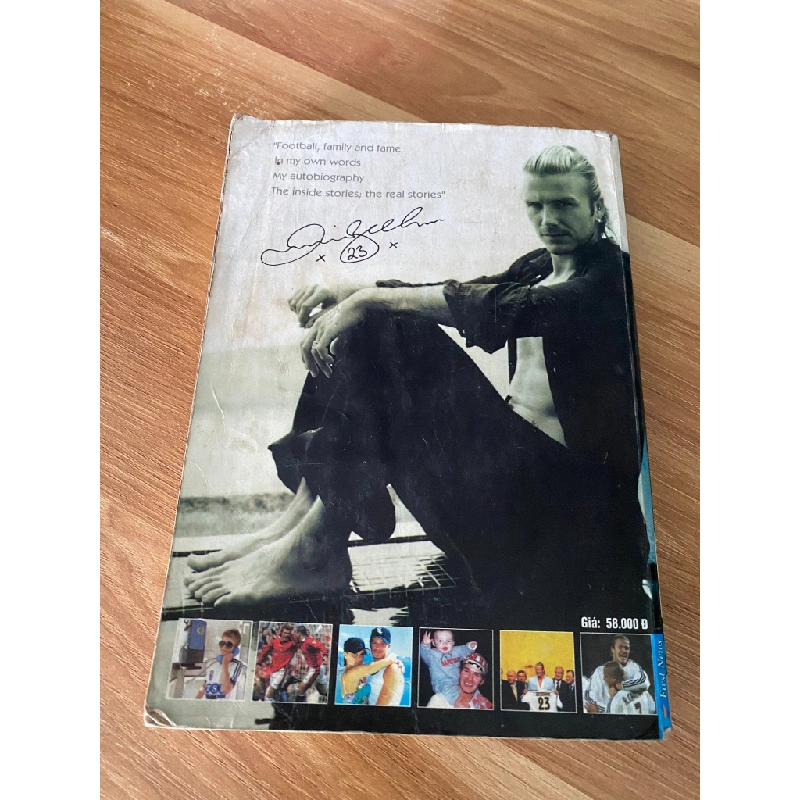 "Football, family and fame
In my own words
My autobiography
The inside stories; the real stories"
x 23 x
Giá: 58.000 Đ
23
First News